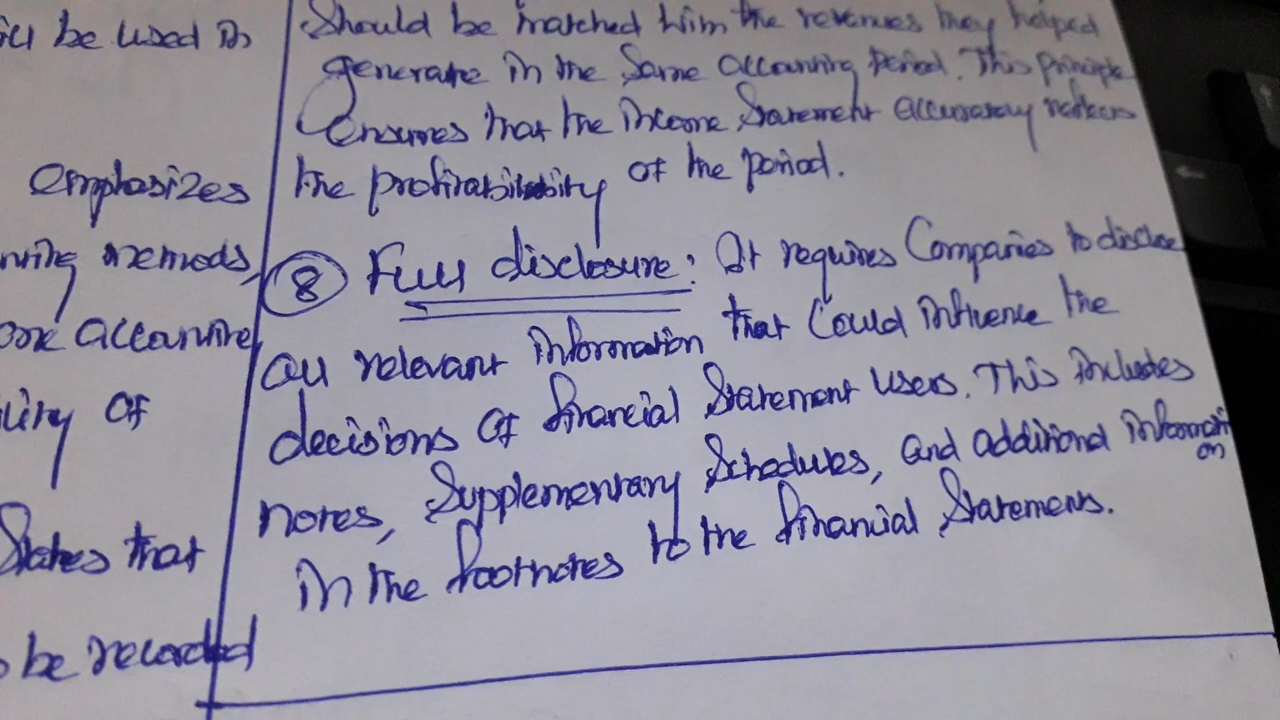 be used in
emphasizes
methods
accounting
of
States that
be recorded
Should be matched with the revenues they helped
generate in the same accounting period. This principle
ensures that the income statement accurately reflects
the profitability of the period.
8 Full disclosure: It requires Companies to disclose
all relevant information that could influence the
decisions of financial statement users. This includes
notes, Supplementary Schedules, and additional information
in the footnotes to the financial statements.